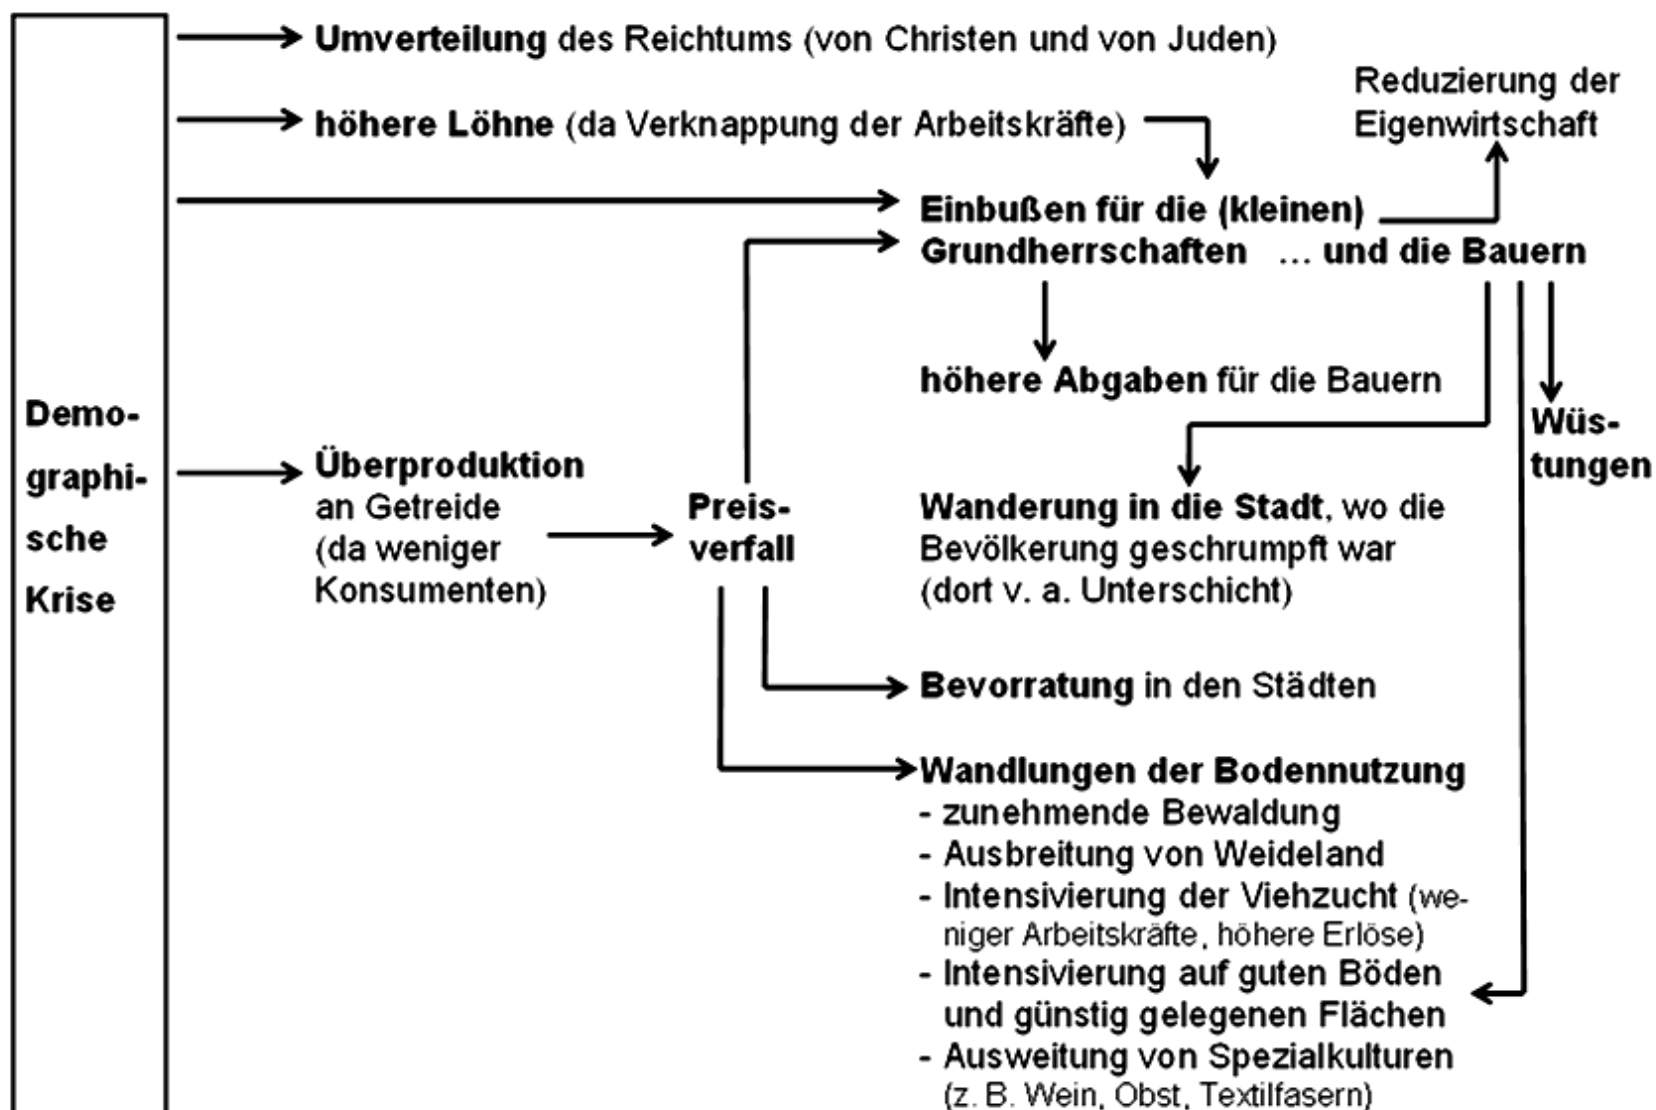 Umverteilung des Reichtums (von Christen und von Juden)
Reduzierung der
Eigenwirtschaft
höhere Löhne (da Verknappung der Arbeitskräfte)
Einbußen für die (kleinen)
Grundherrschaften ... und die Bauern
höhere Abgaben für die Bauern
Demo-
graphi-
sche
Krise
Überproduktion
an Getreide
(da weniger
Konsumenten)
Preis-
verfall
Wüs-
tungen
Wanderung in die Stadt, wo die
Bevölkerung geschrumpft war
(dort v. a. Unterschicht)
Bevorratung in den Städten
Wandlungen der Bodennutzung
- zunehmende Bewaldung
- Ausbreitung von Weideland
- Intensivierung der Viehzucht (we-
niger Arbeitskräfte, höhere Erlöse)
- Intensivierung auf guten Böden
und günstig gelegenen Flächen
- Ausweitung von Spezialkulturen
(z. B. Wein, Obst, Textilfasern)